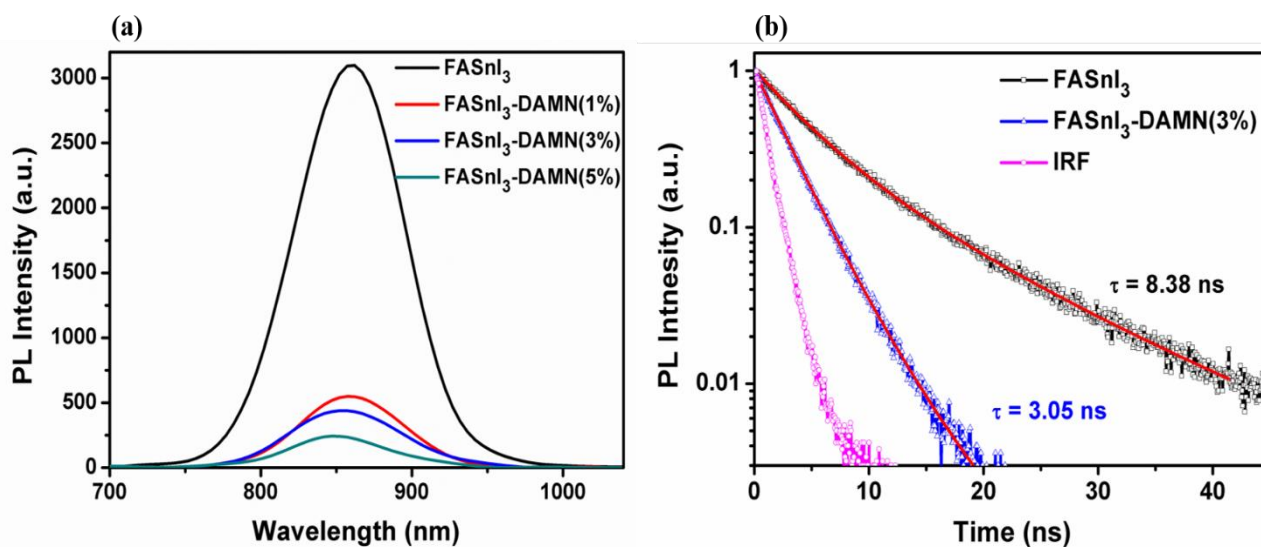 (a)
PL Intensity (a.u.)
3000
2500
2000
1500
1000
500
0
700
800
900
1000
Wavelength (nm)
FASnI₃
FASnI₃-DAMN(1%)
FASnI₃-DAMN(3%)
FASnI₃-DAMN(5%)
(b)
PL Intnesity (a.u.)
1
0.1
0.01
0
10
20
30
40
Time (ns)
FASnI₃
FASnI₃-DAMN(3%)
IRF
τ = 8.38 ns
τ = 3.05 ns